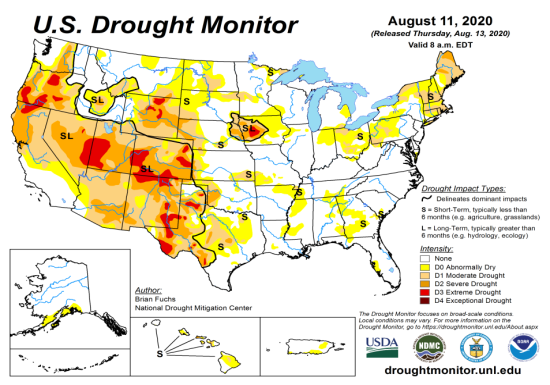 U.S. Drought Monitor
August 11, 2020
(Released Thursday, Aug. 13, 2020)
Valid 8 a.m. EDT
S
S
SL
S
SL
S
S
S
SL
S
SL
S
S
S
S
S
S
S
Drought Impact Types:
Delineates dominant impacts
S = Short-Term, typically less than
6 months (e.g. agriculture, grasslands)
L = Long-Term, typically greater than
6 months (e.g. hydrology, ecology)
Intensity:
None
D0 Abnormally Dry
D1 Moderate Drought
D2 Severe Drought
D3 Extreme Drought
D4 Exceptional Drought
Author:
Brian Fuchs
National Drought Mitigation Center
S
The Drought Monitor focuses on broad-scale conditions.
Local conditions may vary. For more information on the
Drought Monitor, go to https://droughtmonitor.unl.edu/About.aspx
USDA
NDMC
droughtmonitor.unl.edu